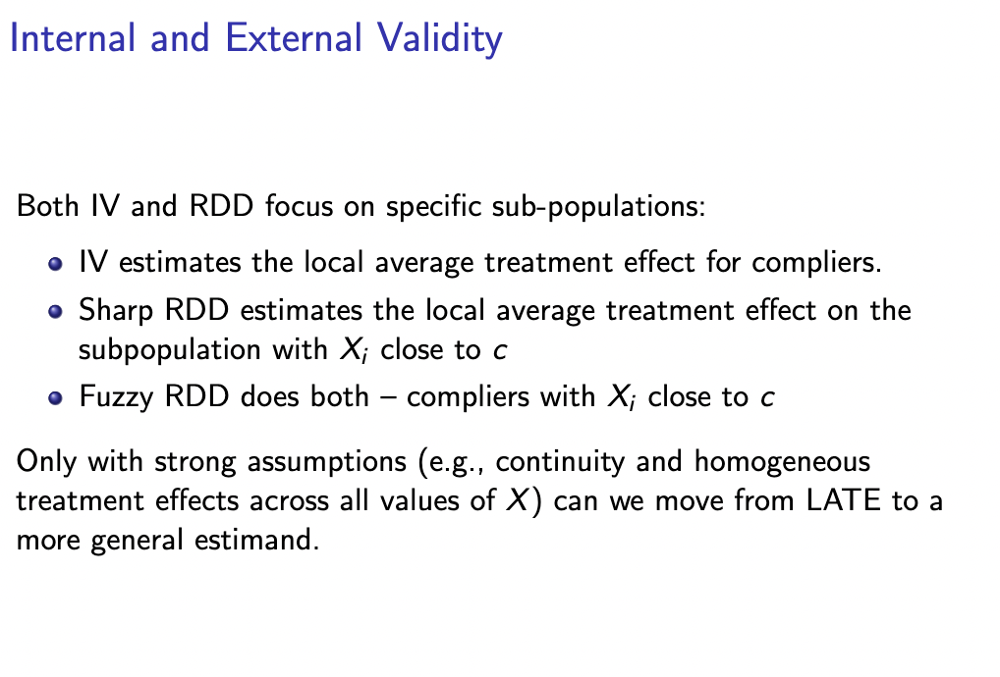 Internal and External Validity
Both IV and RDD focus on specific sub-populations:
IV estimates the local average treatment effect for compliers.
Sharp RDD estimates the local average treatment effect on the
subpopulation with Xᵢ close to c
Fuzzy RDD does both – compliers with Xᵢ close to c
Only with strong assumptions (e.g., continuity and homogeneous
treatment effects across all values of X) can we move from LATE to a
more general estimand.